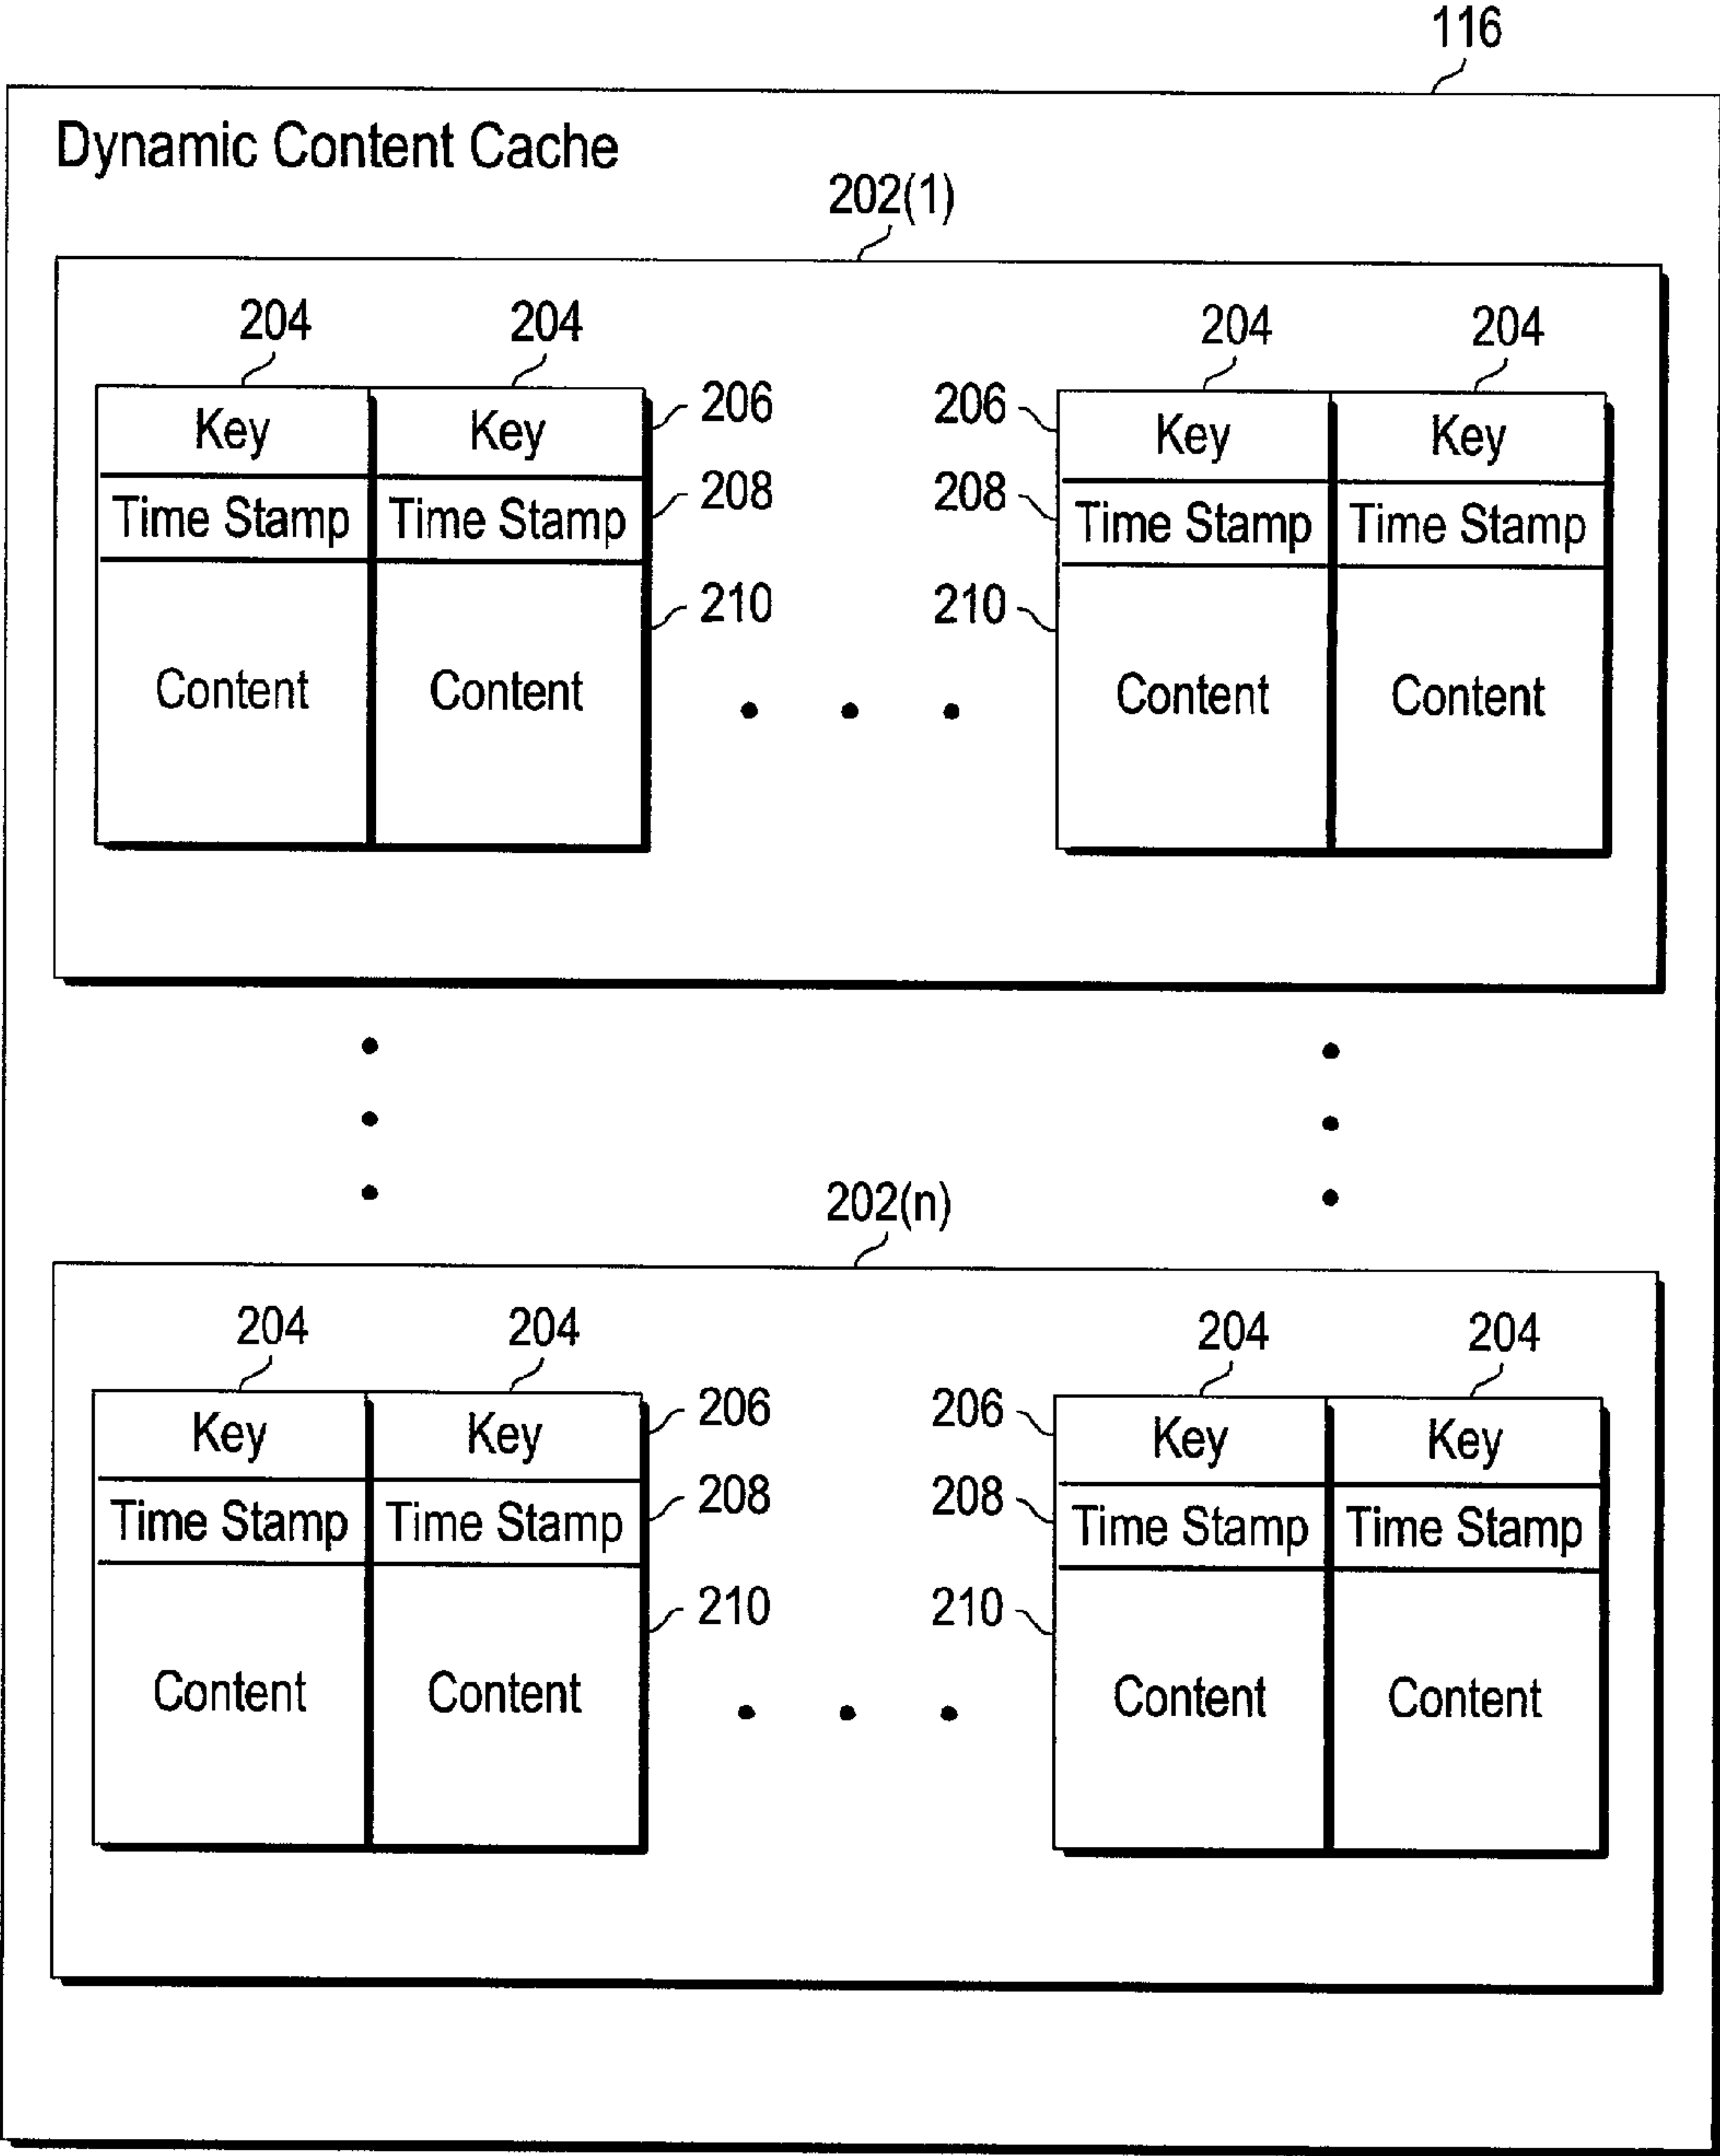 116
Dynamic Content Cache
202(1)
204 204 204 204
Key Key 206 206 Key Key
Time Stamp Time Stamp 208 208 Time Stamp Time Stamp
210 210
Content Content Content Content
202(n)
204 204 204 204
Key Key 206 206 Key Key
Time Stamp Time Stamp 208 208 Time Stamp Time Stamp
210 210
Content Content Content Content